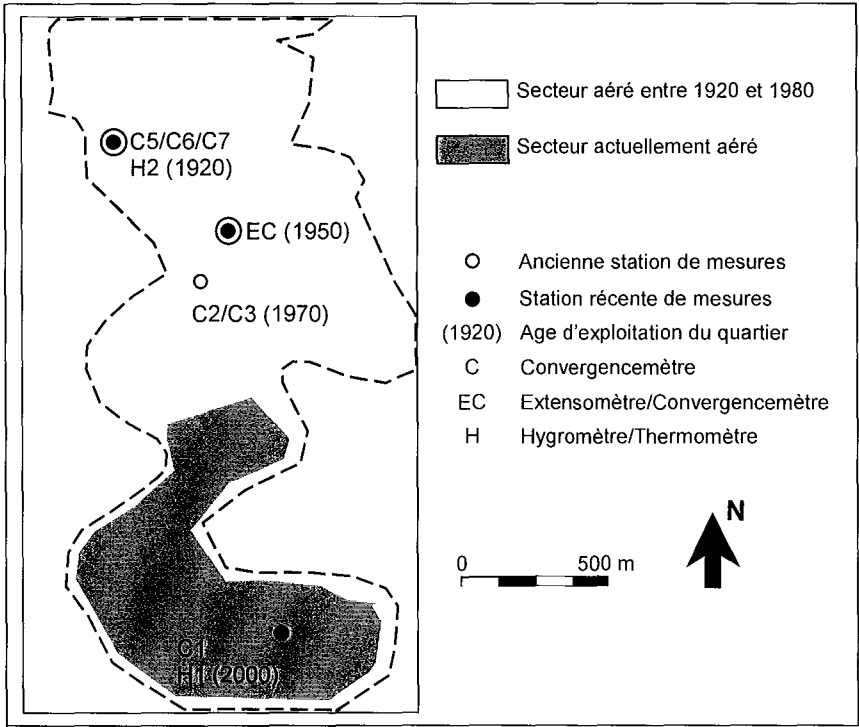 C5/C6/C7
H2 (1920)
EC (1950)
C2/C3 (1970)
C1
H1 (2000)
Secteur aéré entre 1920 et 1980
Secteur actuellement aéré
Ancienne station de mesures
Station récente de mesures
(1920) Age d'exploitation du quartier
C Convergencemètre
EC Extensomètre/Convergencemètre
H Hygromètre/Thermomètre
N
0 500 m